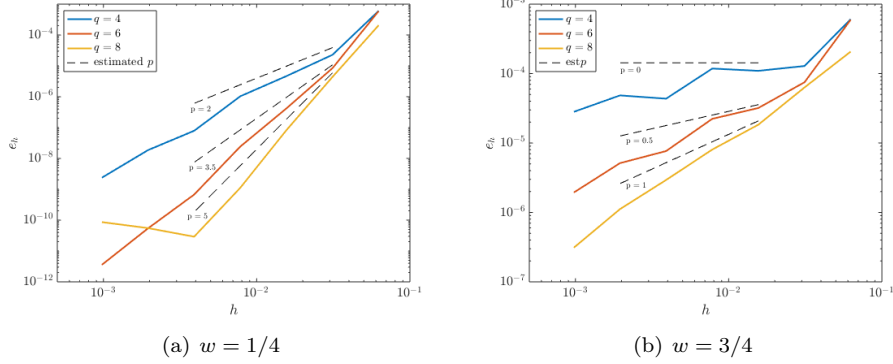 10^{-4}
10^{-6}
10^{-8}
10^{-10}
10^{-12}
e_h
q = 4
q = 6
q = 8
estimated p
p = 2
p = 3.5
p = 5
10^{-3}
10^{-2}
10^{-1}
h
(a) w = 1/4
10^{-3}
10^{-4}
10^{-5}
10^{-6}
10^{-7}
e_h
q = 4
q = 6
q = 8
estp
p = 0
p = 0.5
p = 1
10^{-3}
10^{-2}
10^{-1}
h
(b) w = 3/4